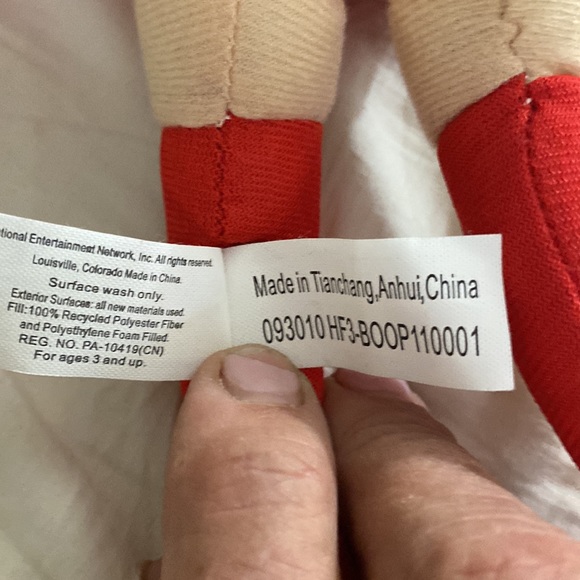 Entertainment Network, Inc. All rights reserved.
Louisville, Colorado Made in China.
Surface wash only.
Exterior Surfaces: all new materials used.
Fill:100% Recycled Polyester Fiber
and Polyethylene Foam Filled.
REG. NO. PA-10419(CN)
For ages 3 and up.
Made in Tianchang,Anhui,China
093010 HF3-BOOP110001